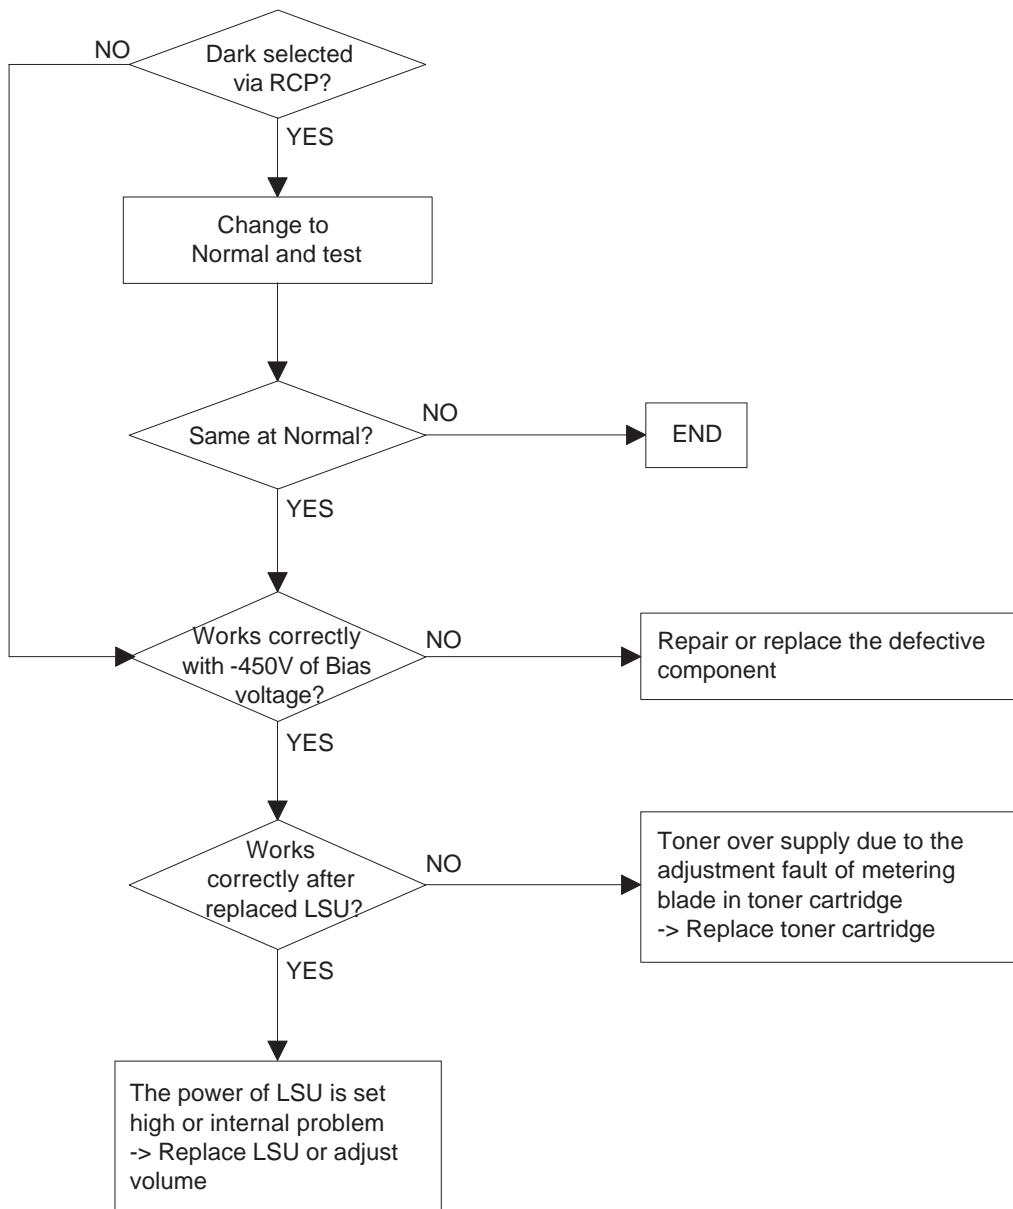 NO
Dark selected
via RCP?
YES
Change to
Normal and test
Same at Normal?
NO
END
YES
Works correctly
with -450V of Bias
voltage?
NO
Repair or replace the defective
component
YES
Works
correctly after
replaced LSU?
NO
Toner over supply due to the
adjustment fault of metering
blade in toner cartridge
-> Replace toner cartridge
YES
The power of LSU is set
high or internal problem
-> Replace LSU or adjust
volume